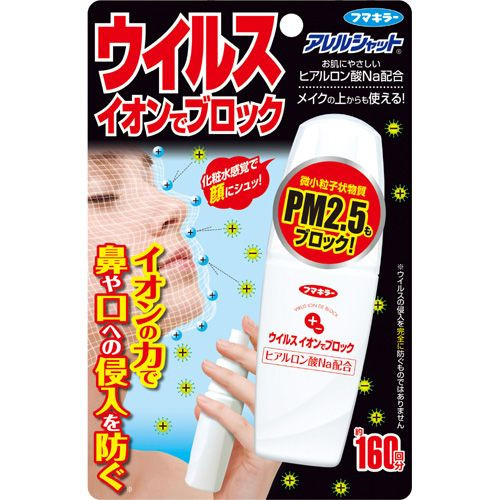 フマキラー
アレルシャット®
ウイルス
イオンでブロック
お肌にやさしい
ヒアルロン酸Na配合
メイクの上からも使える!
化粧水感覚で
顔にシュッ!
微小粒子状物質
PM2.5も
ブロック!
イオンの力で
鼻や口への侵入を防ぐ※
フマキラー
VIRUS ION DE BLOCK
ウイルス イオンでブロック
ヒアルロン酸Na配合
※ウイルスの侵入を完全に防ぐものではありません
約160回分